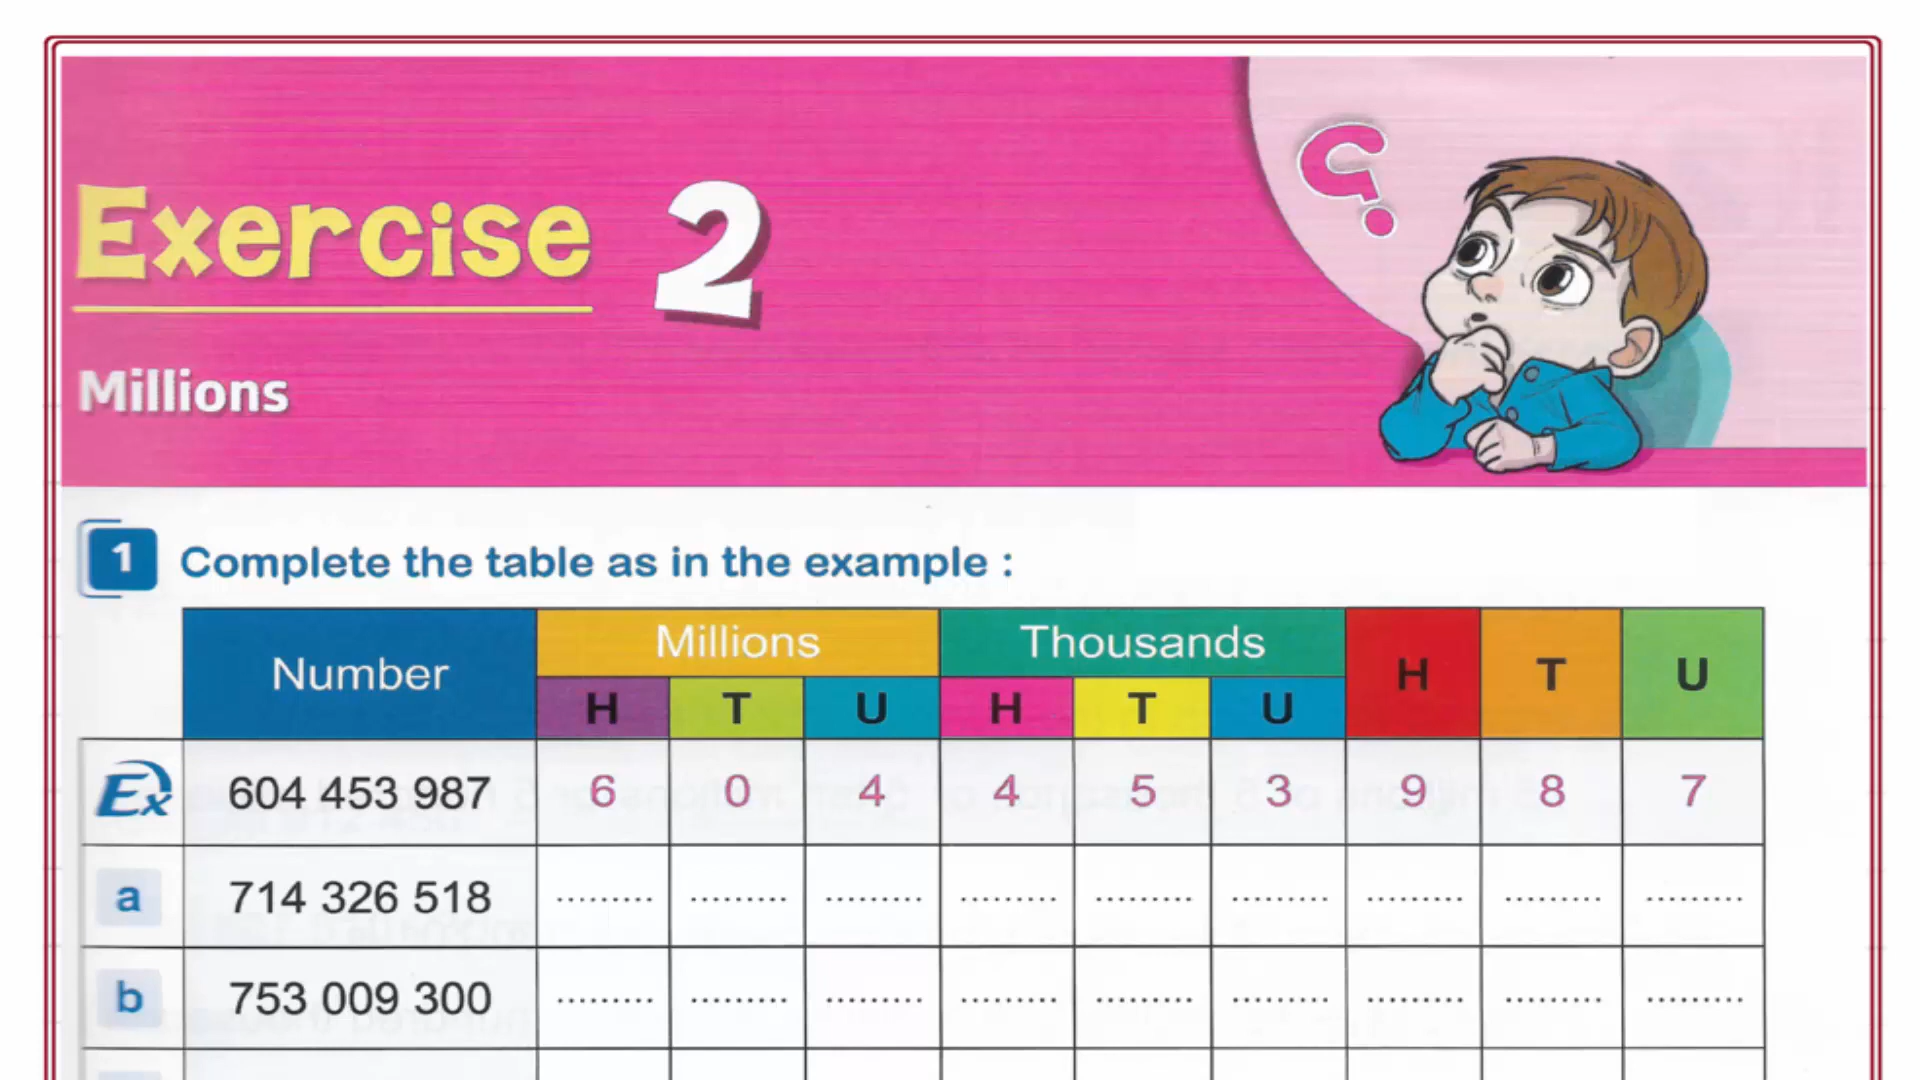 Exercise 2
Millions
1 Complete the table as in the example :
Number Millions Thousands H T U
H T U H T U
Ex 604 453 987 6 0 4 4 5 3 9 8 7
a 714 326 518 ......... ......... ......... ......... ......... ......... ......... ......... .........
b 753 009 300 ......... ......... ......... ......... ......... ......... ......... ......... .........